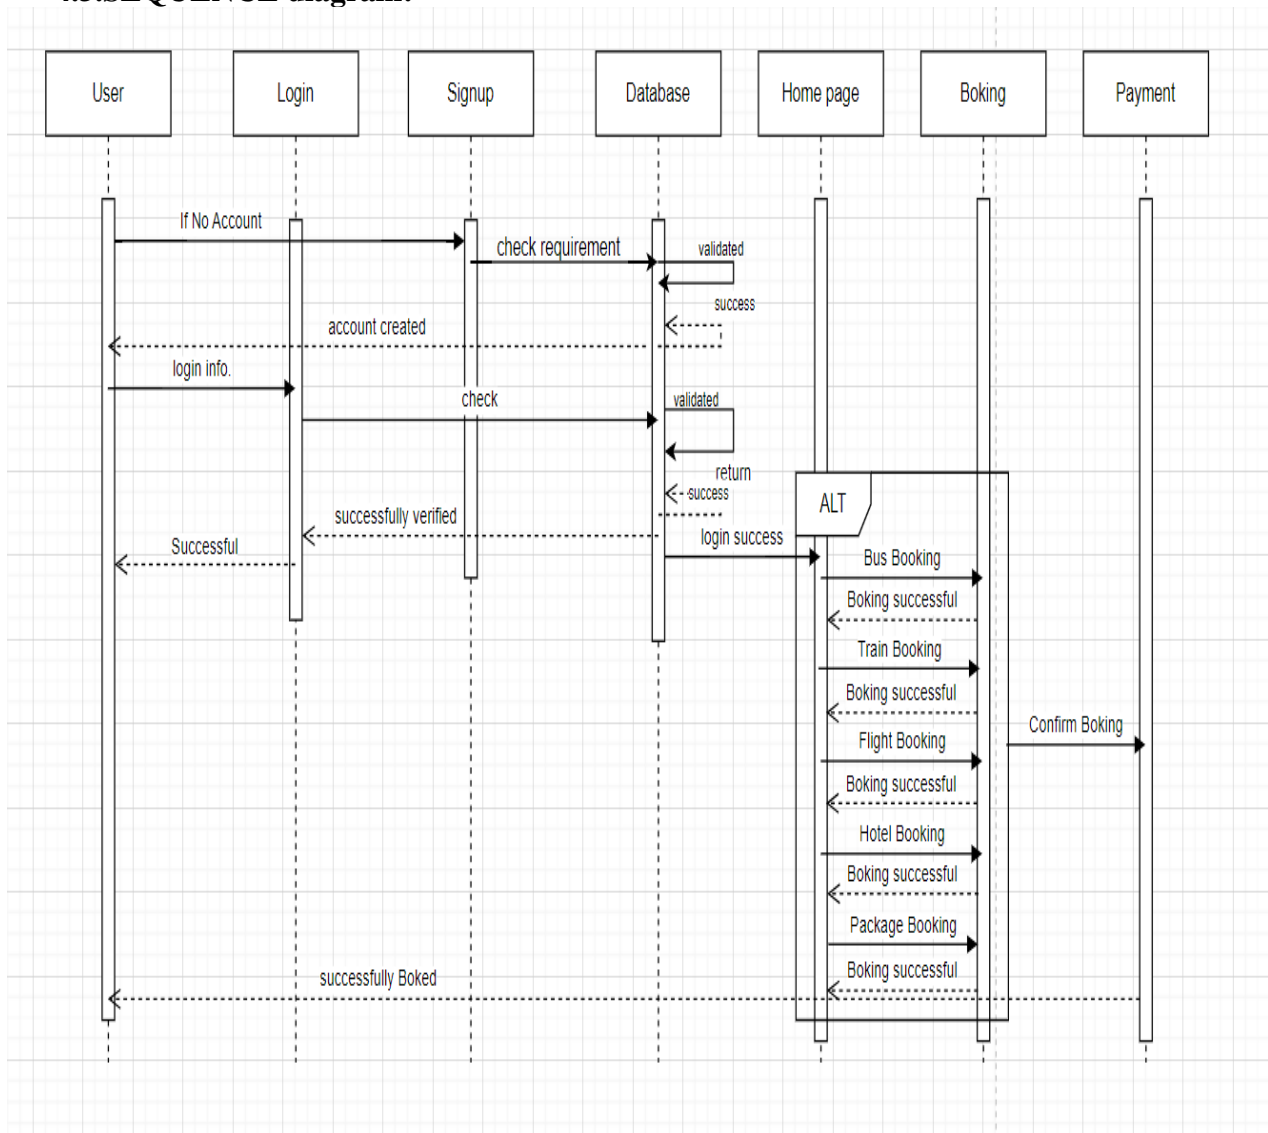 SEQUENCE diagram:
User
Login
Signup
Database
Home page
Boking
Payment
If No Account
check requirement
validated
success
account created
login info.
check
validated
return
success
ALT
successfully verified
login success
Successful
Bus Booking
Boking successful
Train Booking
Boking successful
Confirm Boking
Flight Booking
Boking successful
Hotel Booking
Boking successful
Package Booking
Boking successful
successfully Boked